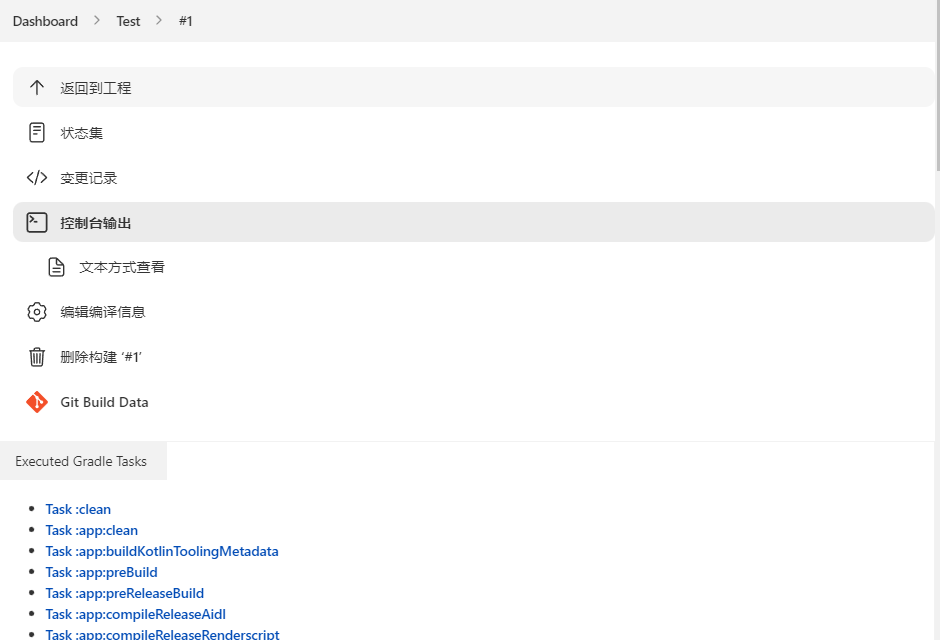 Dashboard > Test > #1
返回到工程
状态集
变更记录
控制台输出
文本方式查看
编辑编译信息
删除构建 ‘#1’
Git Build Data
Executed Gradle Tasks
Task :clean
Task :app:clean
Task :app:buildKotlinToolingMetadata
Task :app:preBuild
Task :app:preReleaseBuild
Task :app:compileReleaseAidl
Task :app:compileReleaseRenderscript